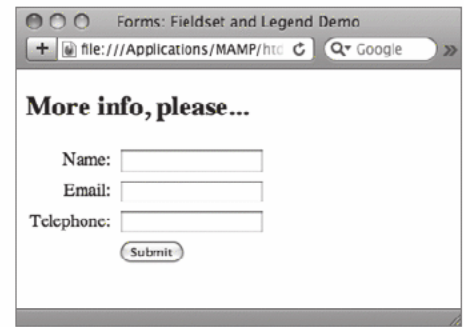 Forms: Fieldset and Legend Demo
+ file:///Applications/MAMP/htd Google »
More info, please...
Name:
Email:
Telephone:
Submit